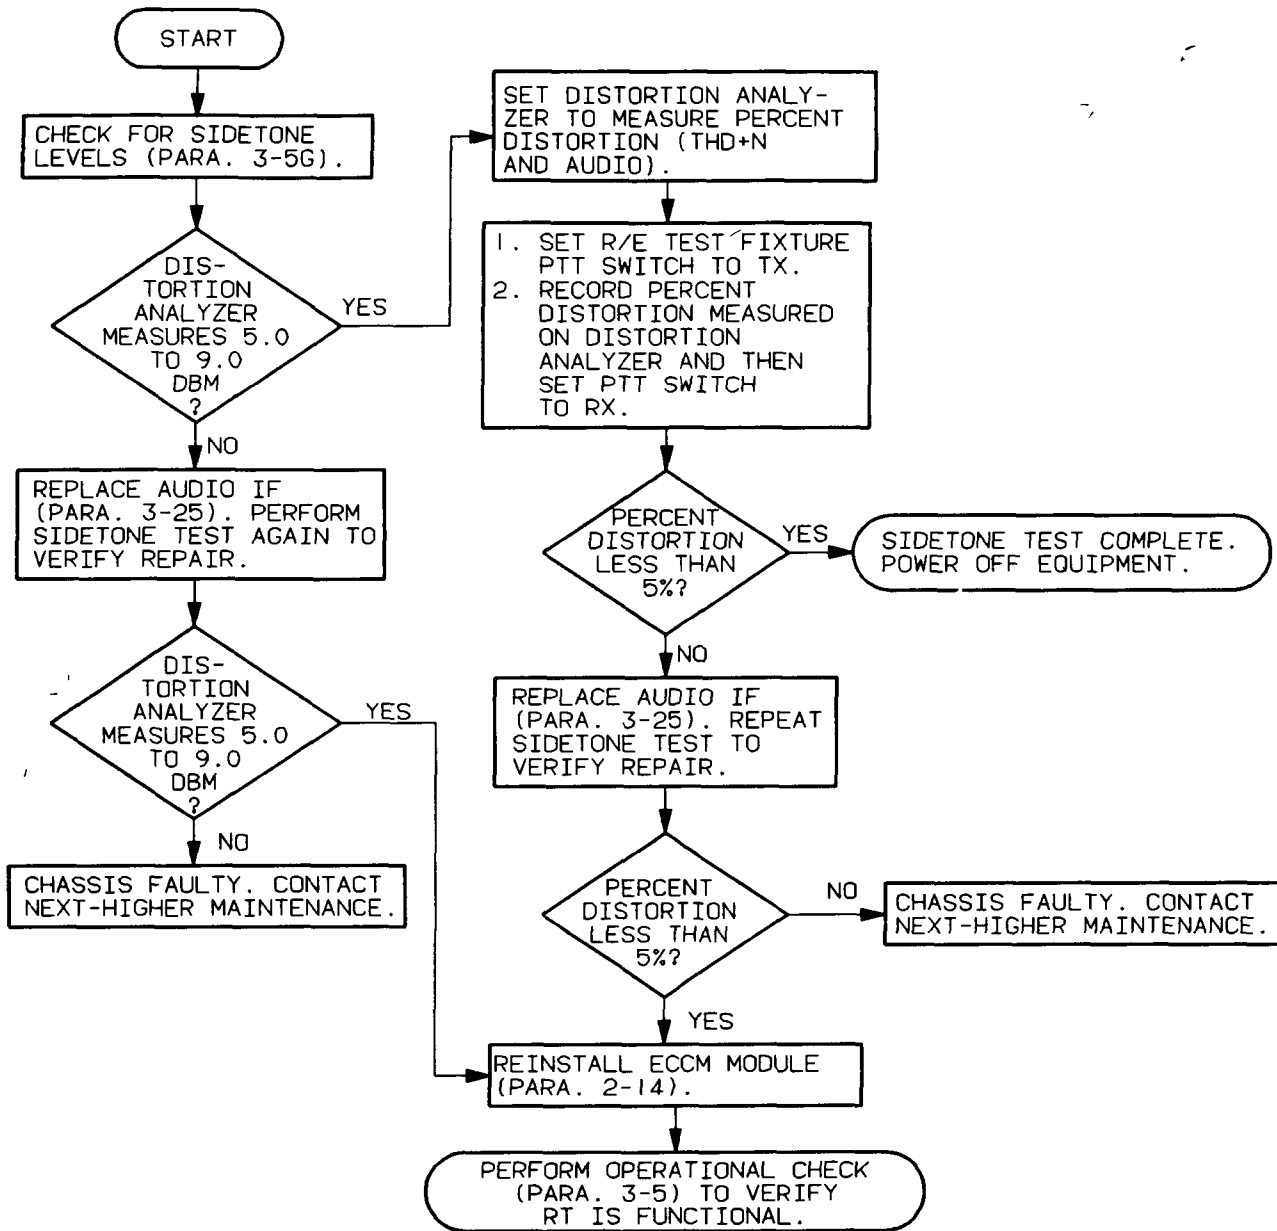 START
CHECK FOR SIDETONE
LEVELS (PARA. 3-5G).
DIS-
TORTION
ANALYZER
MEASURES 5.0
TO 9.0
DBM
?
YES
NO
REPLACE AUDIO IF
(PARA. 3-25). PERFORM
SIDETONE TEST AGAIN TO
VERIFY REPAIR.
DIS-
TORTION
ANALYZER
MEASURES 5.0
TO 9.0
DBM
?
YES
NO
CHASSIS FAULTY. CONTACT
NEXT-HIGHER MAINTENANCE.
SET DISTORTION ANALY-
ZER TO MEASURE PERCENT
DISTORTION (THD+N
AND AUDIO).
1. SET R/E TEST FIXTURE
PTT SWITCH TO TX.
2. RECORD PERCENT
DISTORTION MEASURED
ON DISTORTION
ANALYZER AND THEN
SET PTT SWITCH
TO RX.
PERCENT
DISTORTION
LESS THAN
5%?
YES
SIDETONE TEST COMPLETE.
POWER OFF EQUIPMENT.
NO
REPLACE AUDIO IF
(PARA. 3-25). REPEAT
SIDETONE TEST TO
VERIFY REPAIR.
PERCENT
DISTORTION
LESS THAN
5%?
NO
CHASSIS FAULTY. CONTACT
NEXT-HIGHER MAINTENANCE.
YES
REINSTALL ECCM MODULE
(PARA. 2-14).
PERFORM OPERATIONAL CHECK
(PARA. 3-5) TO VERIFY
RT IS FUNCTIONAL.